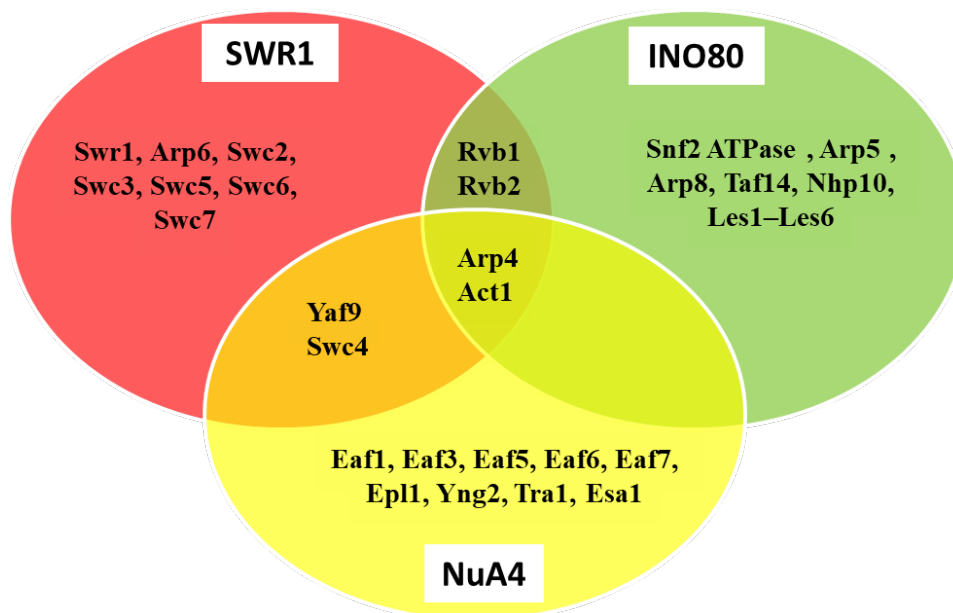 SWR1
INO80
Swr1, Arp6, Swc2,
Swc3, Swc5, Swc6,
Swc7
Rvb1
Rvb2
Snf2 ATPase , Arp5 ,
Arp8, Taf14, Nhp10,
Les1–Les6
Arp4
Act1
Yaf9
Swc4
Eaf1, Eaf3, Eaf5, Eaf6, Eaf7,
Epl1, Yng2, Tra1, Esa1
NuA4